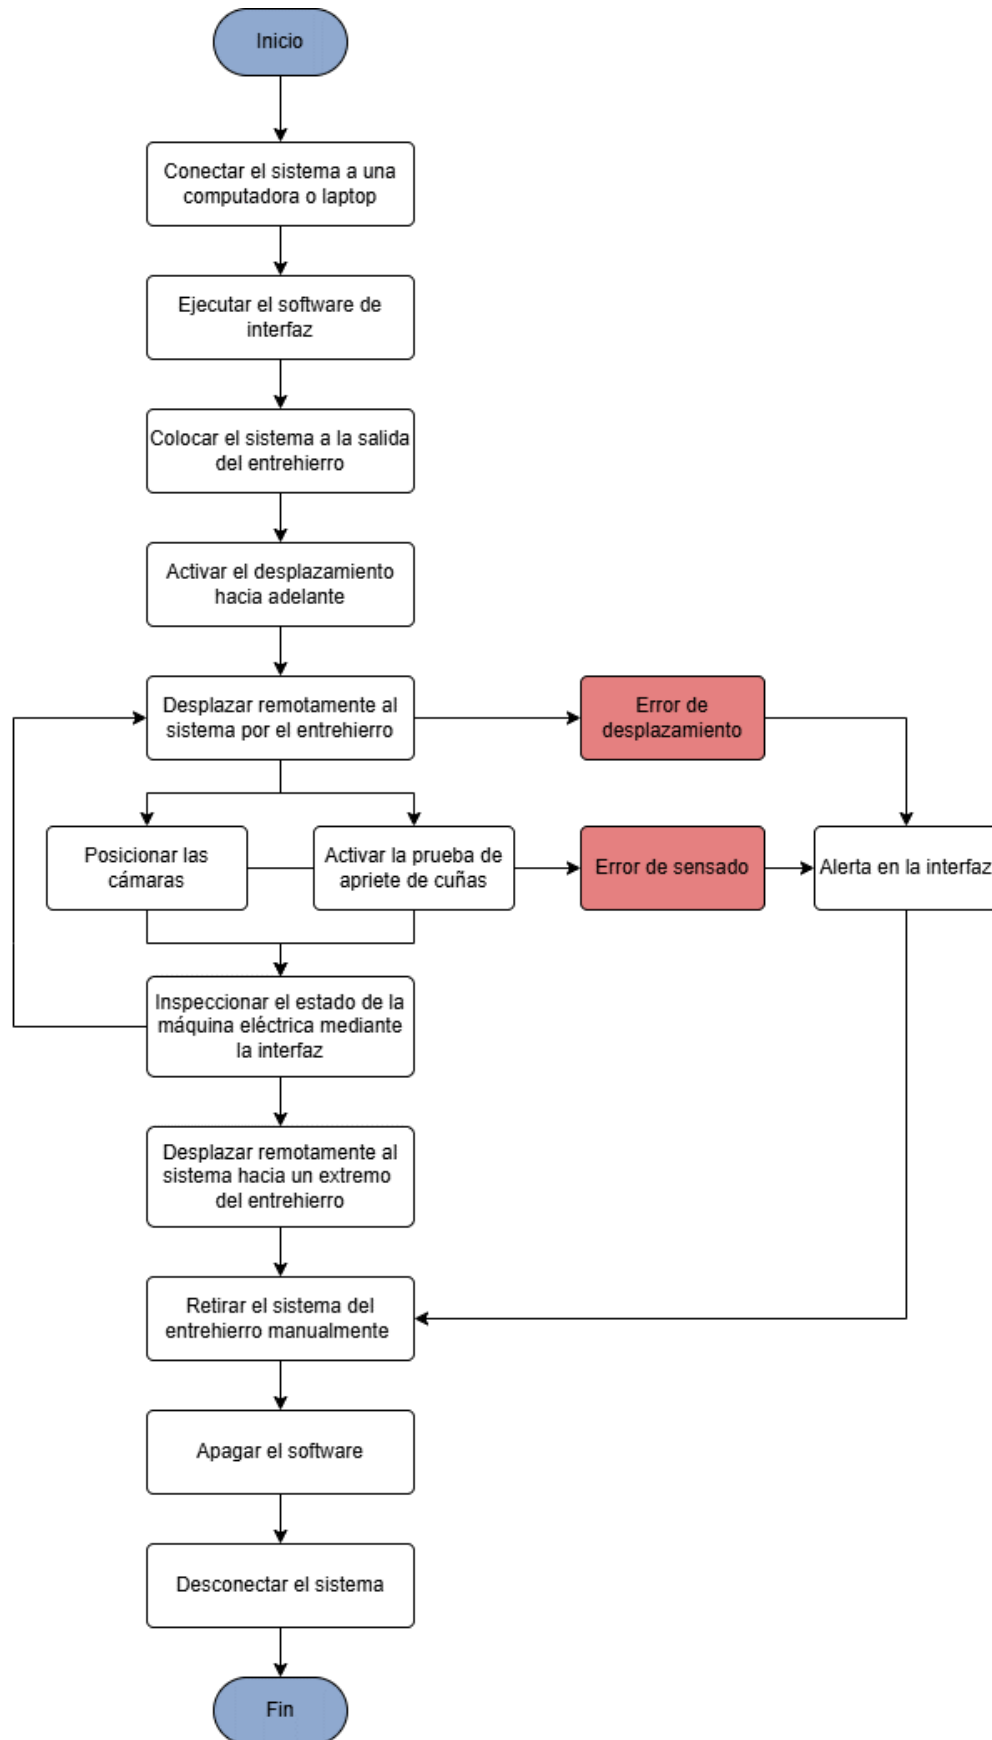 Inicio
Conectar el sistema a una
computadora o laptop
Ejecutar el software de
interfaz
Colocar el sistema a la salida
del entrehierro
Activar el desplazamiento
hacia adelante
Desplazar remotamente al
sistema por el entrehierro
Error de
desplazamiento
Posicionar las
cámaras
Activar la prueba de
apriete de cuñas
Error de sensado
Alerta en la interfaz
Inspeccionar el estado de la
máquina eléctrica mediante
la interfaz
Desplazar remotamente al
sistema hacia un extremo
del entrehierro
Retirar el sistema del
entrehierro manualmente
Apagar el software
Desconectar el sistema
Fin